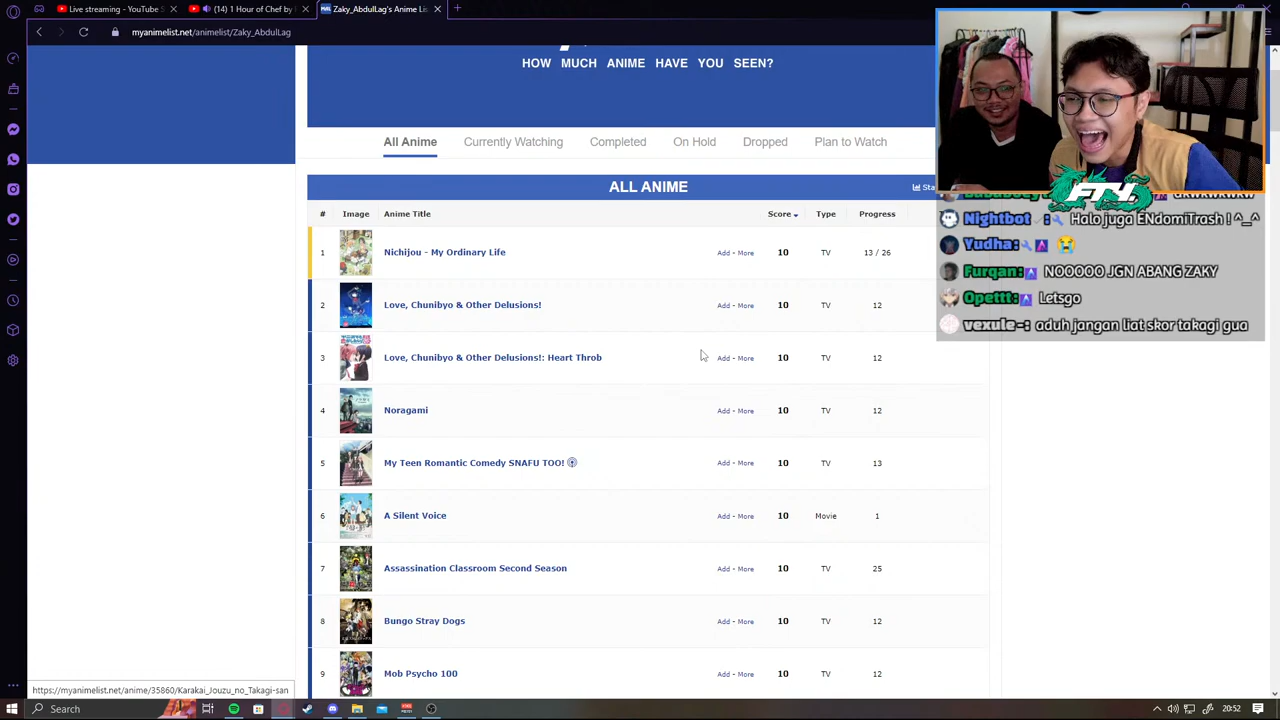 Live streaming - YouTube S
1 Hour of Chef by
Zaky_AbdulLag's Anime Lis
myanimelist.net/animelist/Zaky_AbdulLag
HOW MUCH ANIME HAVE YOU SEEN?
All Anime Currently Watching Completed On Hold Dropped Plan to Watch
ALL ANIME
Sta
# Image Anime Title Score Type Progress
1 Nichijou - My Ordinary Life Add - More 10 TV 13 / 26
2 Love, Chunibyo & Other Delusions! Add - More 10 TV 12
3 Love, Chunibyo & Other Delusions!: Heart Throb Add - More 10 TV 12
4 Noragami Add - More 10 TV 12
5 My Teen Romantic Comedy SNAFU TOO! Add - More 10 TV 13
6 A Silent Voice Add - More 10 Movie 1
7 Assassination Classroom Second Season Add - More 10 TV 25
8 Bungo Stray Dogs Add - More 10 TV 12
9 Mob Psycho 100 Add - More 10 TV 12
FTV
Nightbot : Halo juga ENdomiTrash ! ^_^
Yudha: 😭
Furqan: NOOOOO JGN ABANG ZAKY
Opettt: Letsgo
vexule-: aduh jangan liat skor takagi gua
https://myanimelist.net/anime/35860/Karakai_Jouzu_no_Takagi-san
Search
20:52